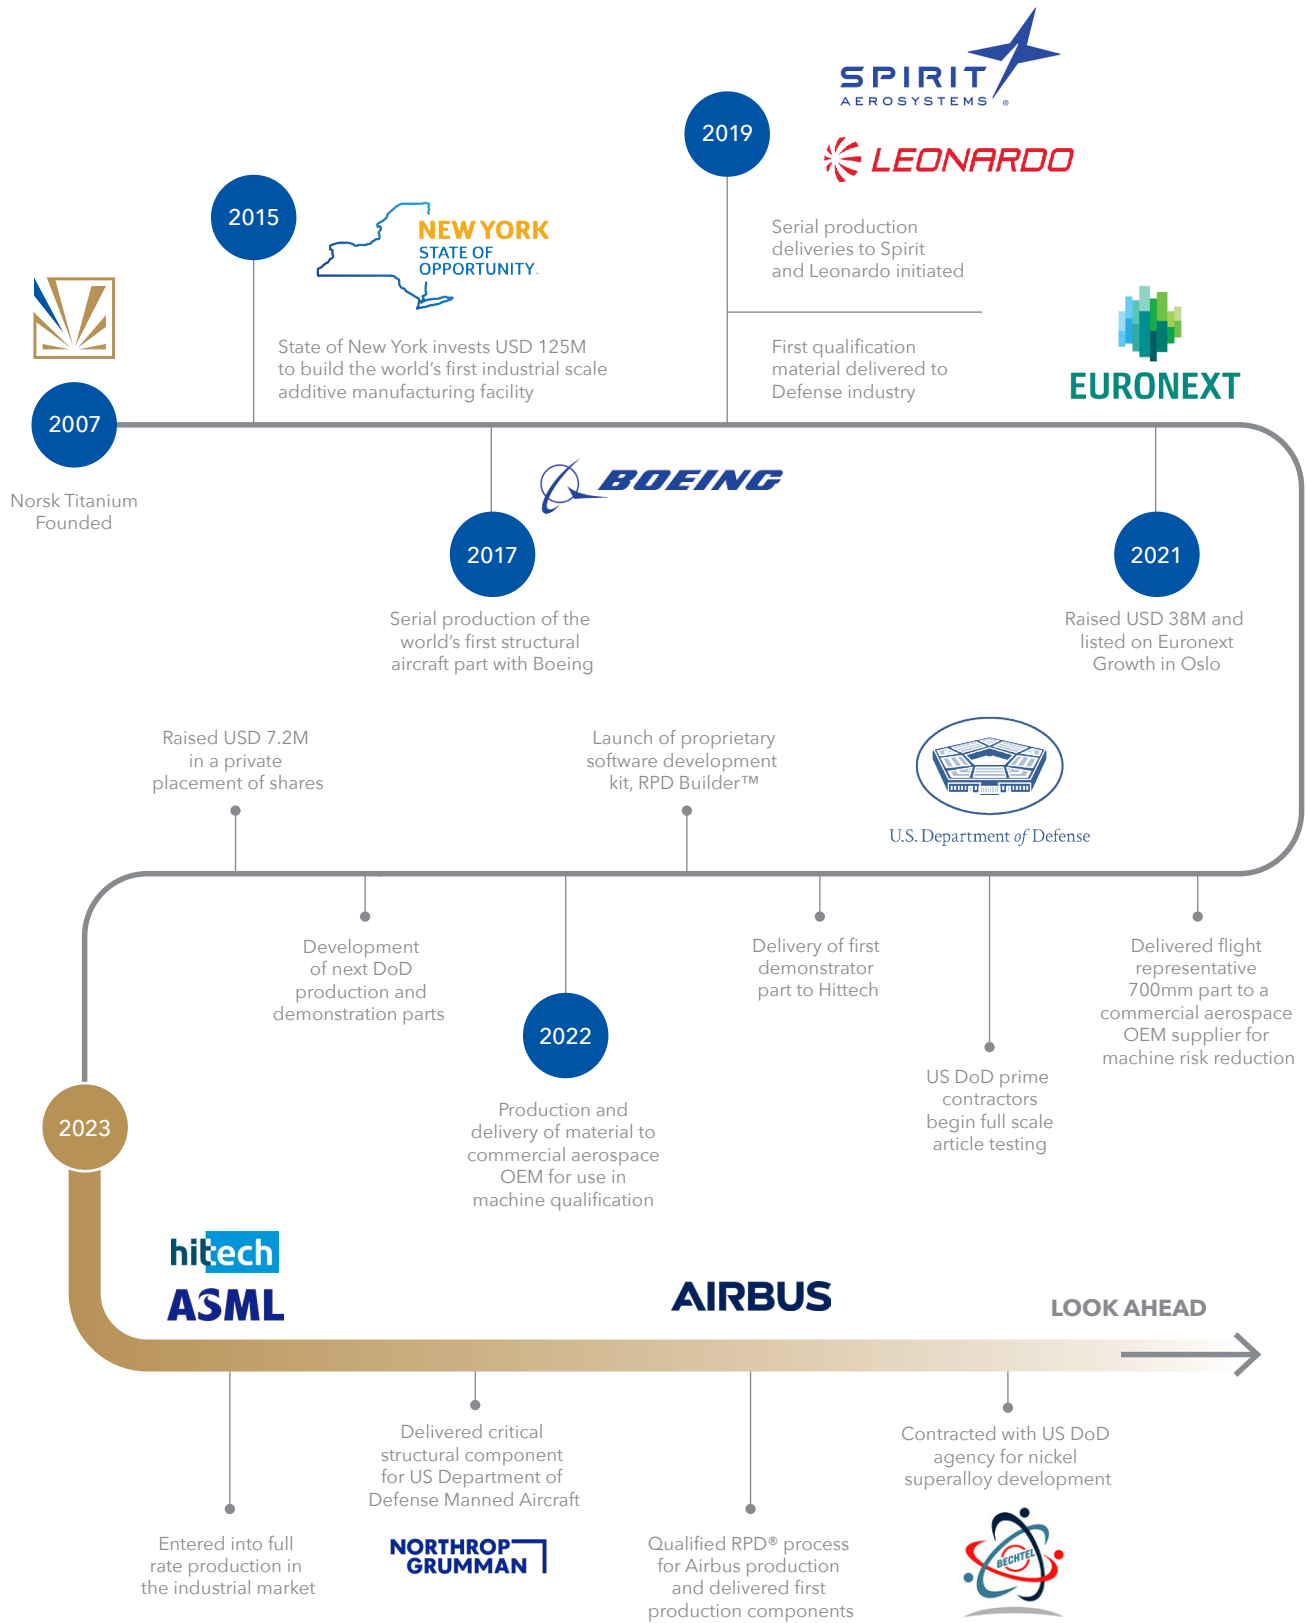 2007
Norsk Titanium
Founded
2015
NEW YORK
STATE OF
OPPORTUNITY.
State of New York invests USD 125M
to build the world's first industrial scale
additive manufacturing facility
BOEING
2017
Serial production of the
world's first structural
aircraft part with Boeing
2019
SPIRIT
AEROSYSTEMS ®
LEONARDO
Serial production
deliveries to Spirit
and Leonardo initiated
First qualification
material delivered to
Defense industry
EURONEXT
2021
Raised USD 38M and
listed on Euronext
Growth in Oslo
Delivered flight
representative
700mm part to a
commercial aerospace
OEM supplier for
machine risk reduction
U.S. Department of Defense
US DoD prime
contractors
begin full scale
article testing
Delivery of first
demonstrator
part to Hittech
Launch of proprietary
software development
kit, RPD Builder™
2022
Production and
delivery of material to
commercial aerospace
OEM for use in
machine qualification
Development
of next DoD
production and
demonstration parts
Raised USD 7.2M
in a private
placement of shares
2023
hittech
ASML
Entered into full
rate production in
the industrial market
Delivered critical
structural component
for US Department of
Defense Manned Aircraft
NORTHROP
GRUMMAN
AIRBUS
Qualified RPD® process
for Airbus production
and delivered first
production components
LOOK AHEAD
Contracted with US DoD
agency for nickel
superalloy development
BECHTEL